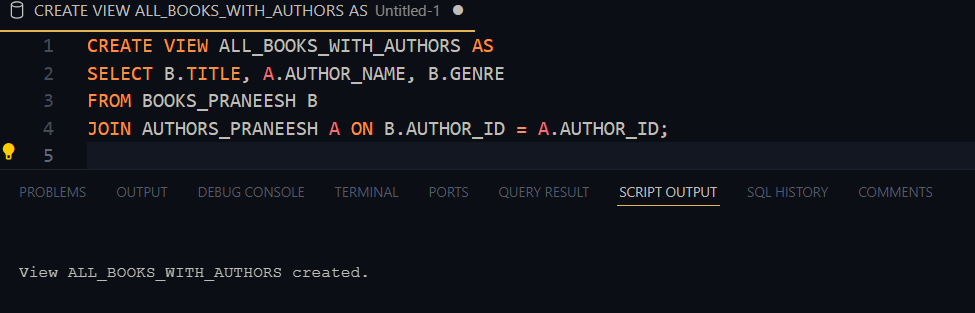 CREATE VIEW ALL_BOOKS_WITH_AUTHORS AS Untitled-1
1 CREATE VIEW ALL_BOOKS_WITH_AUTHORS AS
2 SELECT B.TITLE, A.AUTHOR_NAME, B.GENRE
3 FROM BOOKS_PRANEESH B
4 JOIN AUTHORS_PRANEESH A ON B.AUTHOR_ID = A.AUTHOR_ID;
5
PROBLEMS OUTPUT DEBUG CONSOLE TERMINAL PORTS QUERY RESULT SCRIPT OUTPUT SQL HISTORY COMMENTS
View ALL_BOOKS_WITH_AUTHORS created.